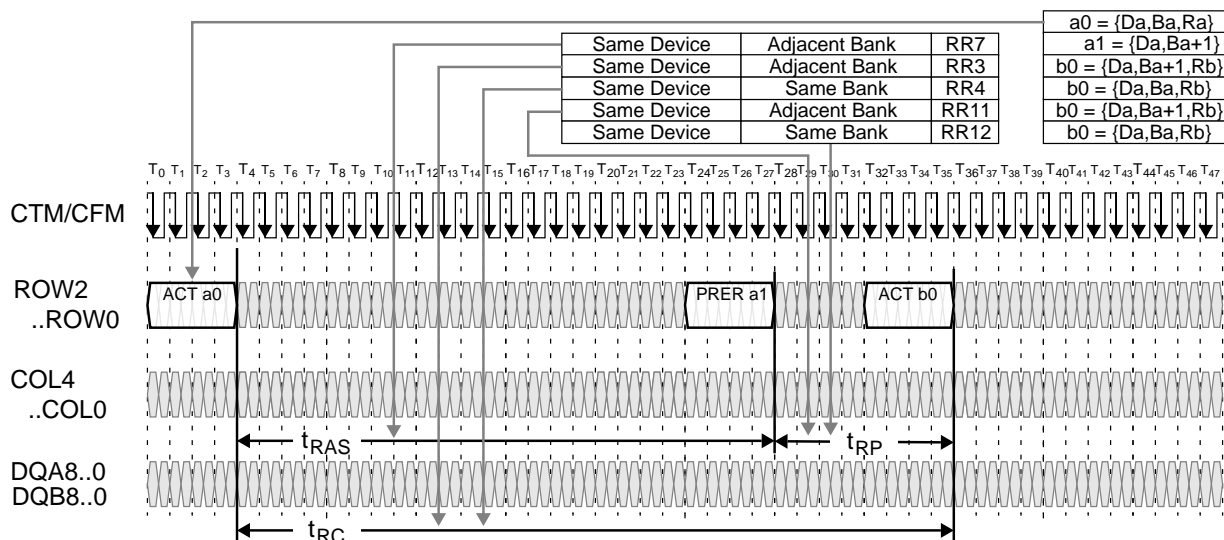 a0 = {Da,Ba,Ra}
Same Device Adjacent Bank RR7 a1 = {Da,Ba+1}
Same Device Adjacent Bank RR3 b0 = {Da,Ba+1,Rb}
Same Device Same Bank RR4 b0 = {Da,Ba,Rb}
Same Device Adjacent Bank RR11 b0 = {Da,Ba+1,Rb}
Same Device Same Bank RR12 b0 = {Da,Ba,Rb}
T0 T1 T2 T3 T4 T5 T6 T7 T8 T9 T10 T11 T12 T13 T14 T15 T16 T17 T18 T19 T20 T21 T22 T23 T24 T25 T26 T27 T28 T29 T30 T31 T32 T33 T34 T35 T36 T37 T38 T39 T40 T41 T42 T43 T44 T45 T46 T47
CTM/CFM
ROW2
..ROW0
ACT a0 PRER a1 ACT b0
COL4
..COL0
tRAS tRP
DQA8..0
DQB8..0
tRC